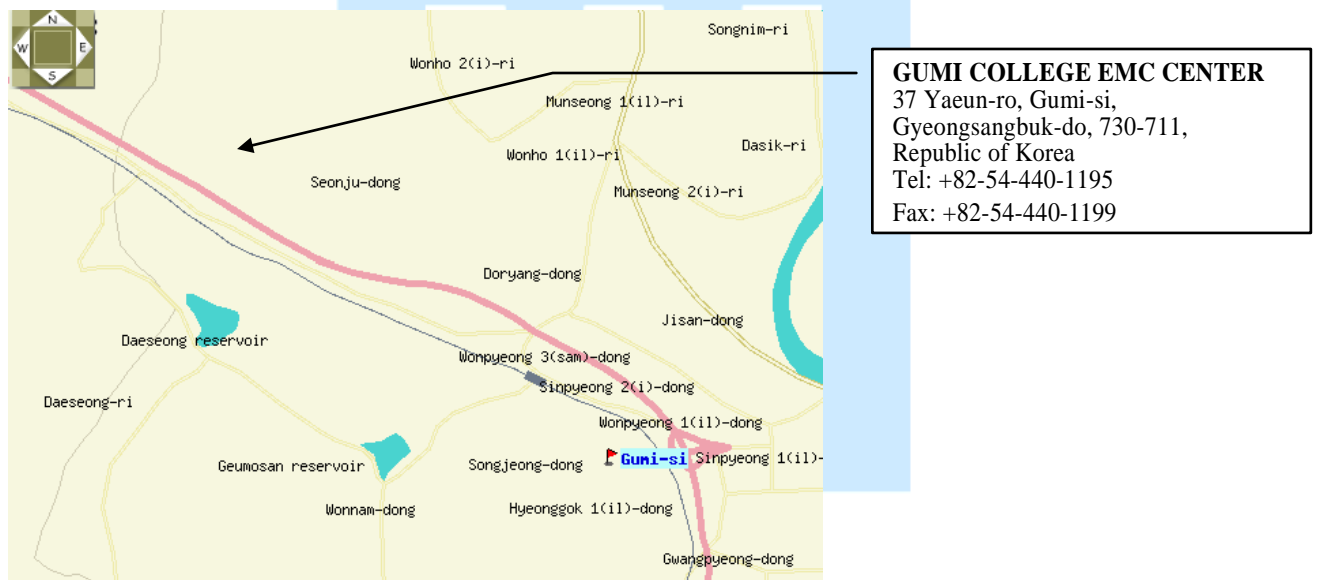 N
W E
S
Songnim-ri
Wonho 2(i)-ri
Munseong 1(il)-ri
Dasik-ri
Wonho 1(il)-ri
Seonju-dong
Munseong 2(i)-ri
Doryang-dong
Jisan-dong
Daeseong reservoir
Wonpyeong 3(sam)-dong
Sinpyeong 2(i)-dong
Daeseong-ri
Wonpyeong 1(il)-dong
Geumosan reservoir
Songjeong-dong
Gumi-si
Sinpyeong 1(il)-
Wonnam-dong
Hyeonggok 1(il)-dong
Gwangpyeong-dong
GUMI COLLEGE EMC CENTER
37 Yaeun-ro, Gumi-si,
Gyeongsangbuk-do, 730-711,
Republic of Korea
Tel: +82-54-440-1195
Fax: +82-54-440-1199